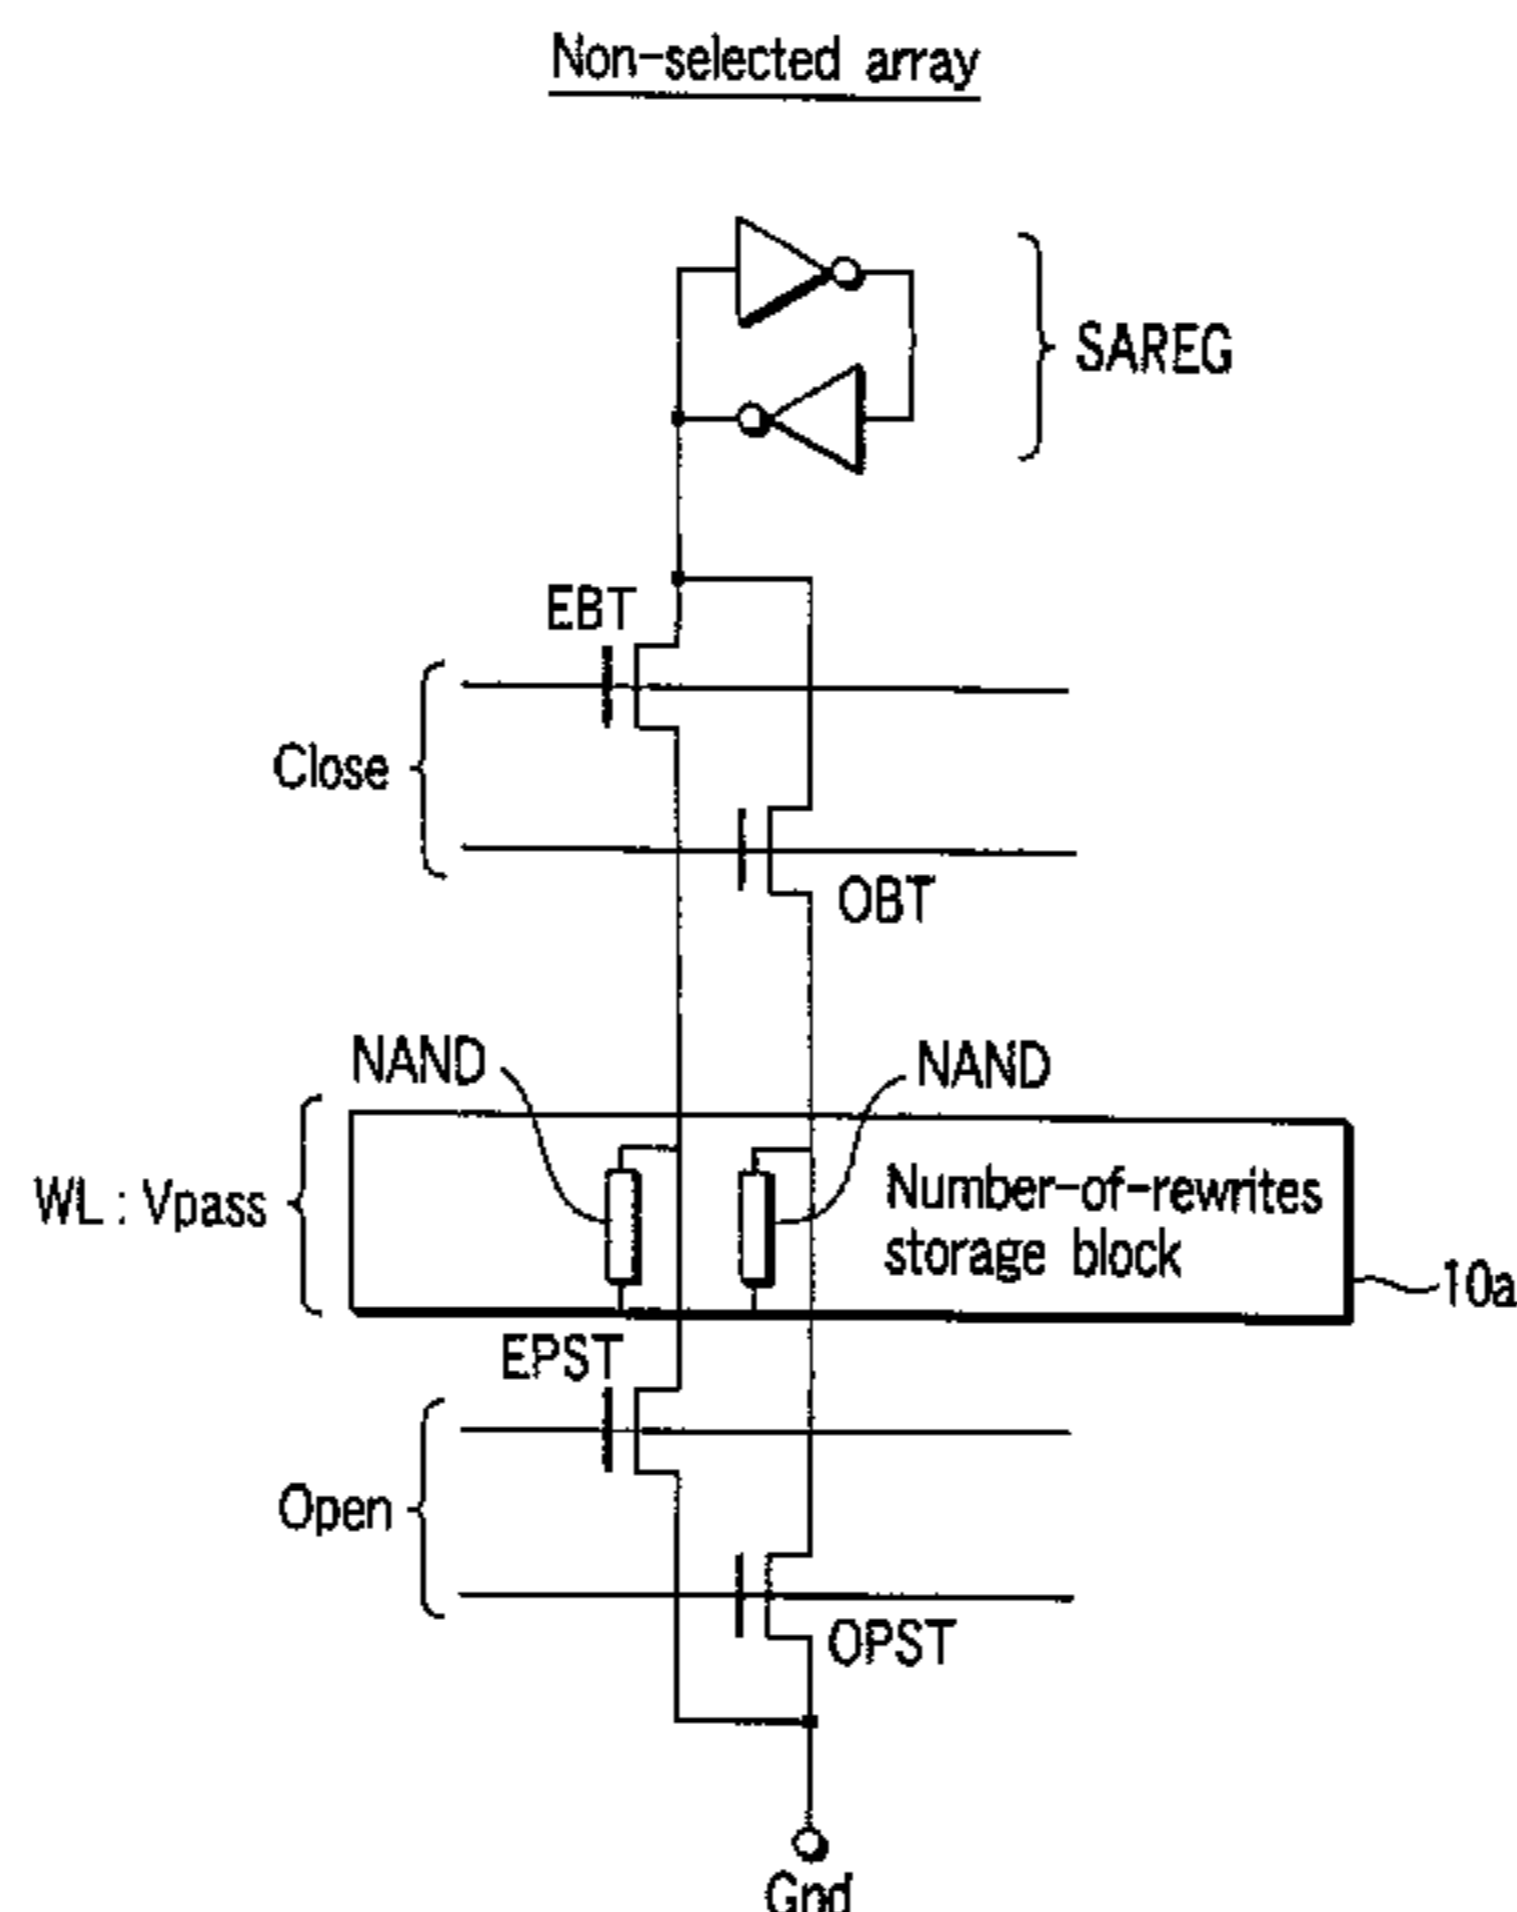 Non-selected array
SAREG
EBT
Close
OBT
NAND
NAND
WL : Vpass
Number-of-rewrites
storage block
10a
EPST
Open
OPST
Gnd